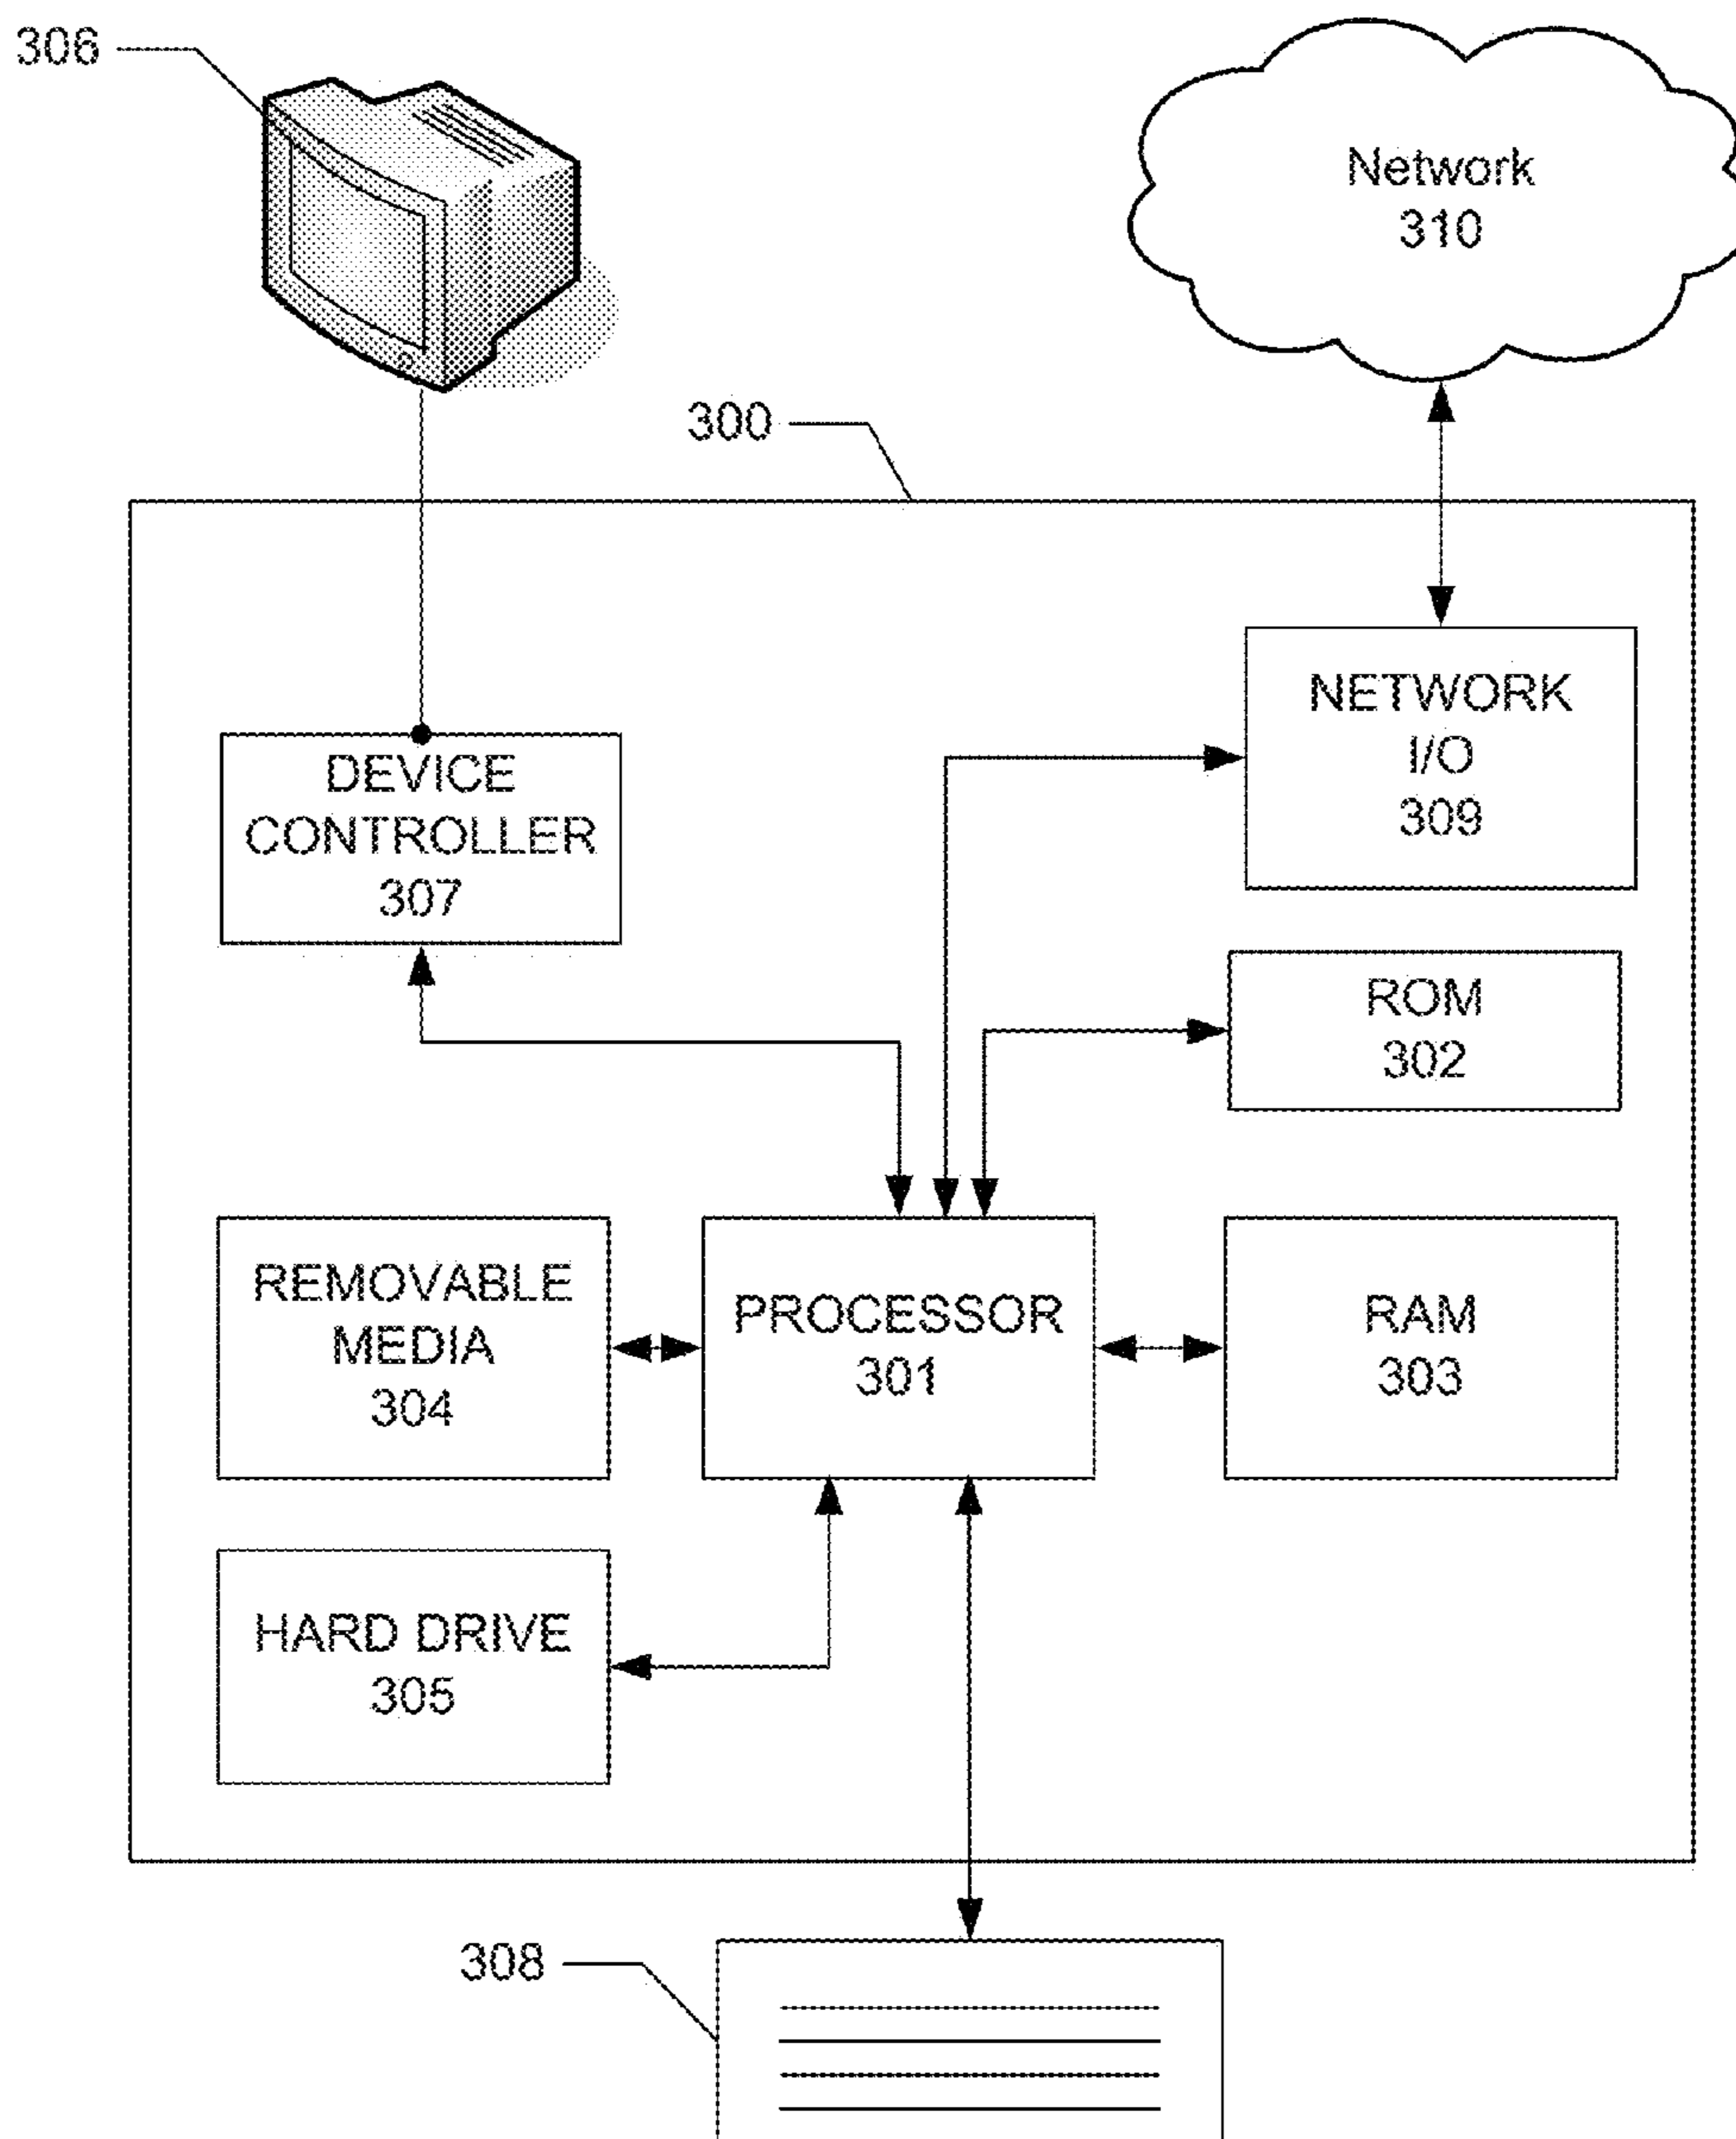 306
Network
310
300
NETWORK
I/O
309
DEVICE
CONTROLLER
307
ROM
302
REMOVABLE
MEDIA
304
PROCESSOR
301
RAM
303
HARD DRIVE
305
308